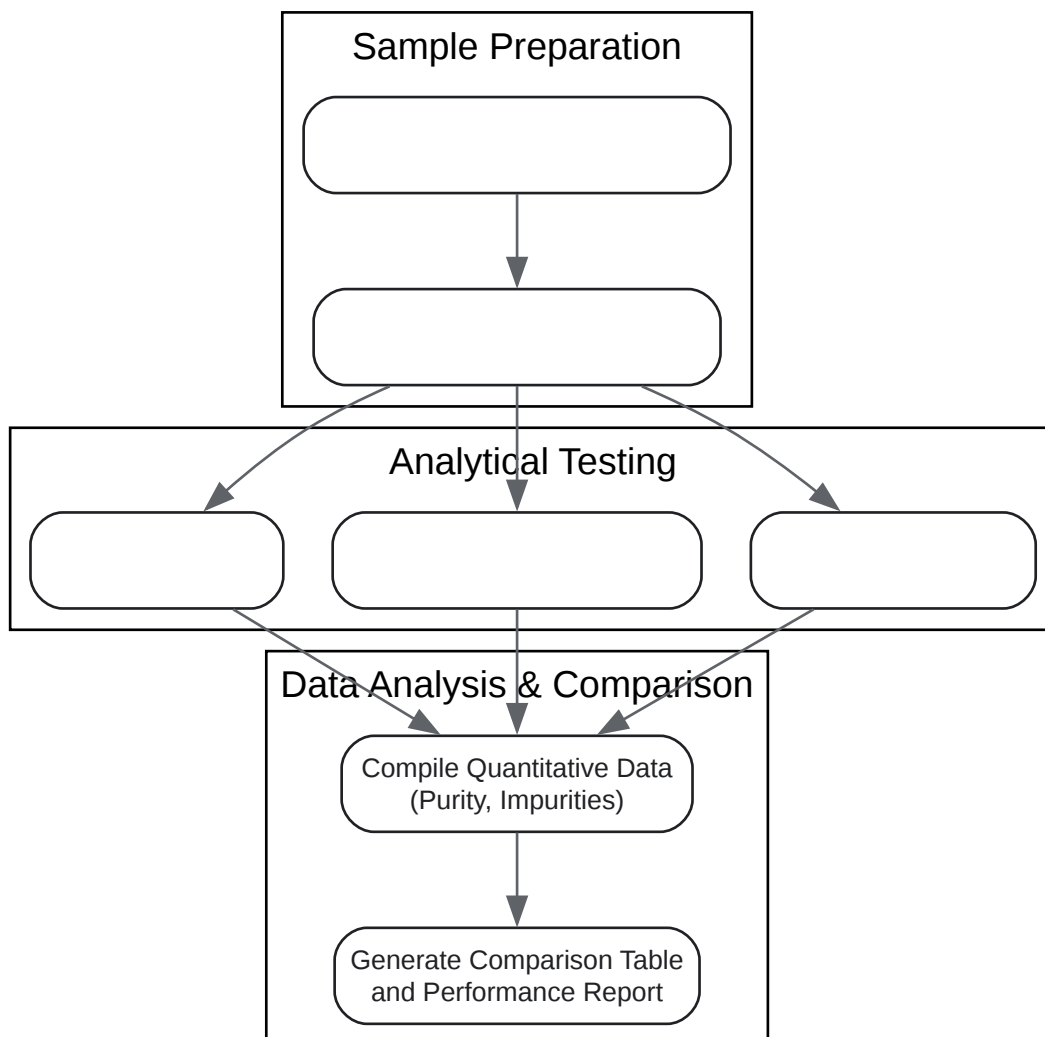 Sample Preparation
Analytical Testing
Data Analysis & Comparison
Compile Quantitative Data
(Purity, Impurities)
Generate Comparison Table
and Performance Report